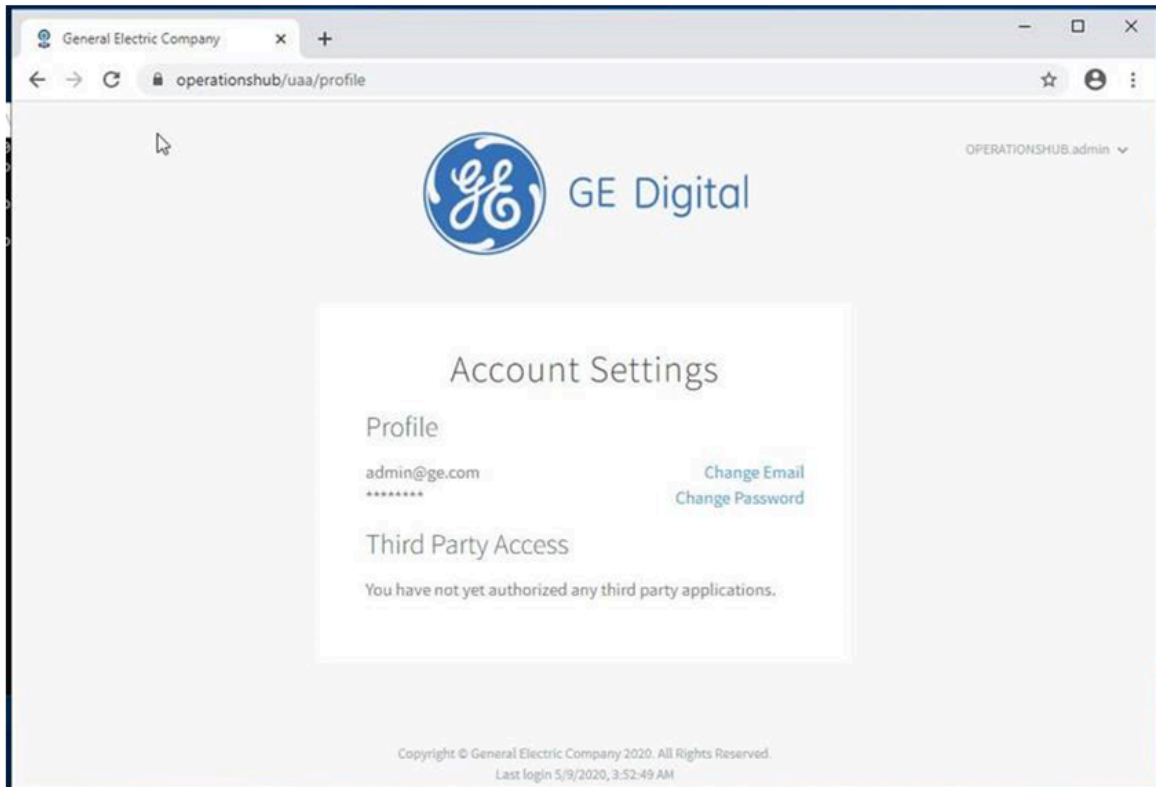 General Electric Company
operationshub/uaa/profile
OPERATIONSHUB.admin
GE Digital
Account Settings
Profile
admin@ge.com Change Email
******** Change Password
Third Party Access
You have not yet authorized any third party applications.
Copyright © General Electric Company 2020. All Rights Reserved.
Last login 5/9/2020, 3:52:49 AM